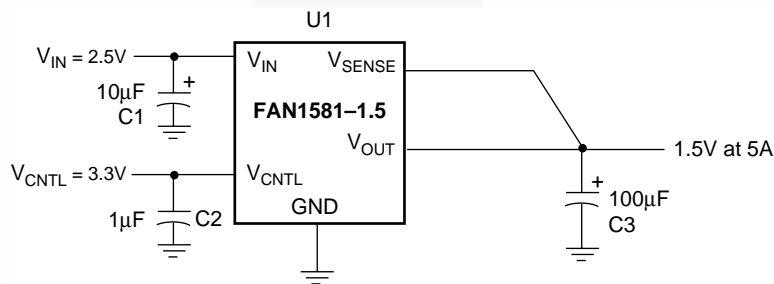 U1
V_IN = 2.5V
V_IN
V_SENSE
10µF
+
C1
FAN1581–1.5
V_OUT
1.5V at 5A
V_CNTL = 3.3V
V_CNTL
+
100µF
C3
1µF
C2
GND